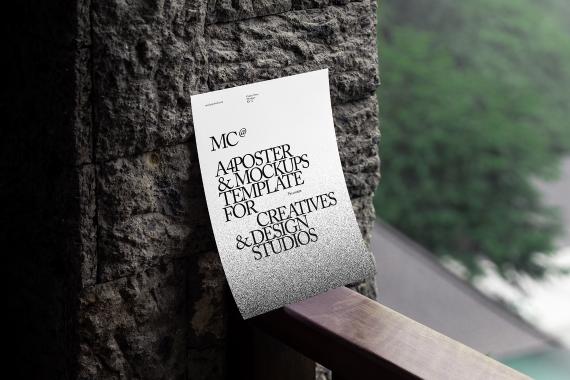 MC@
A4POSTER
& MOCKUPS
TEMPLATE
FOR
CREATIVES
& DESIGN
STUDIOS